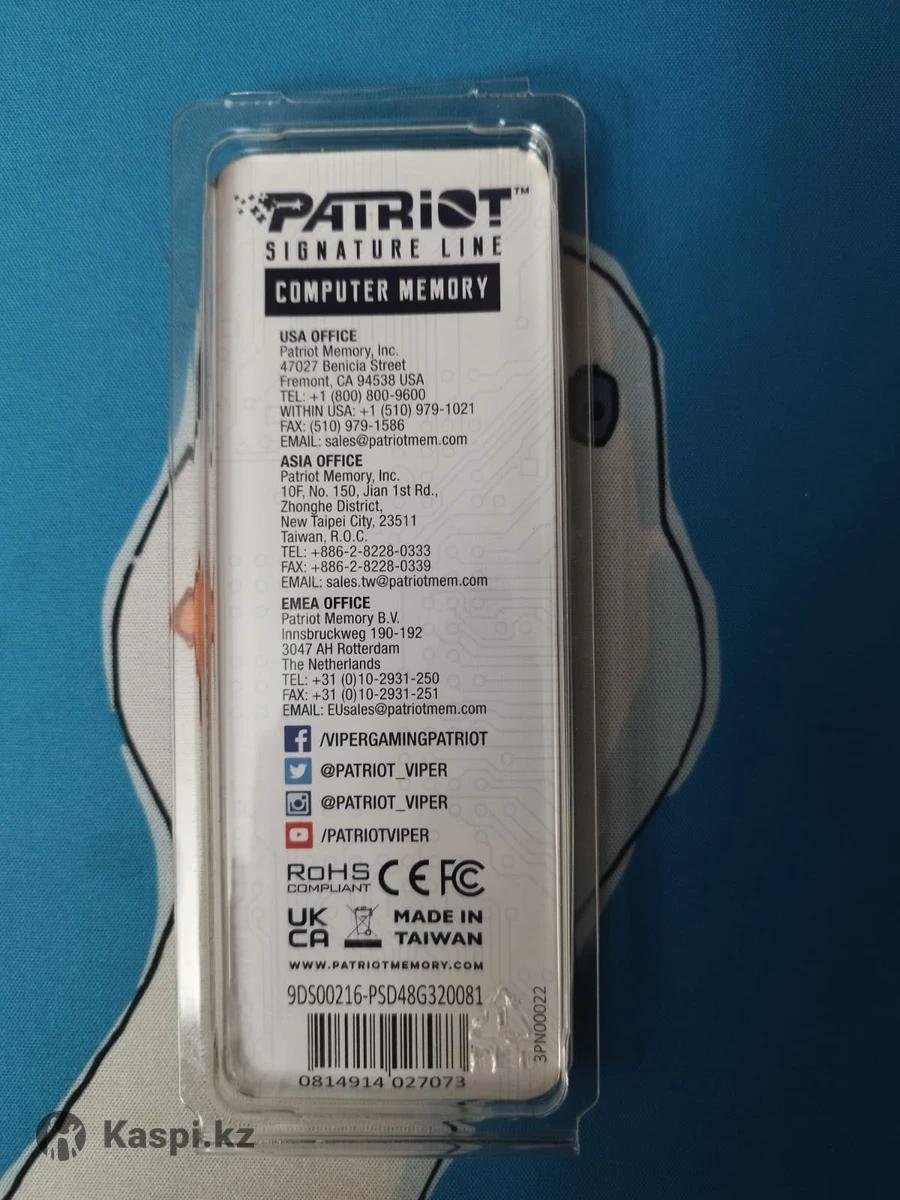 PATRIOT™
SIGNATURE LINE
COMPUTER MEMORY
USA OFFICE
Patriot Memory, Inc.
47027 Benicia Street
Fremont, CA 94538 USA
TEL: +1 (800) 800-9600
WITHIN USA: +1 (510) 979-1021
FAX: (510) 979-1586
EMAIL: sales@patriotmem.com
ASIA OFFICE
Patriot Memory, Inc.
10F, No. 150, Jian 1st Rd.,
Zhonghe District,
New Taipei City, 23511
Taiwan, R.O.C.
TEL: +886-2-8228-0333
FAX: +886-2-8228-0339
EMAIL: sales.tw@patriotmem.com
EMEA OFFICE
Patriot Memory B.V.
Innsbruckweg 190-192
3047 AH Rotterdam
The Netherlands
TEL: +31 (0)10-2931-250
FAX: +31 (0)10-2931-251
EMAIL: EUsales@patriotmem.com
/VIPERGAMINGPATRIOT
@PATRIOT_VIPER
@PATRIOT_VIPER
/PATRIOTVIPER
RoHS
COMPLIANT
CE FC
UK
CA
MADE IN
TAIWAN
WWW.PATRIOTMEMORY.COM
9DS00216-PSD48G320081
3PN00022
0814914 027073
Kaspi.kz